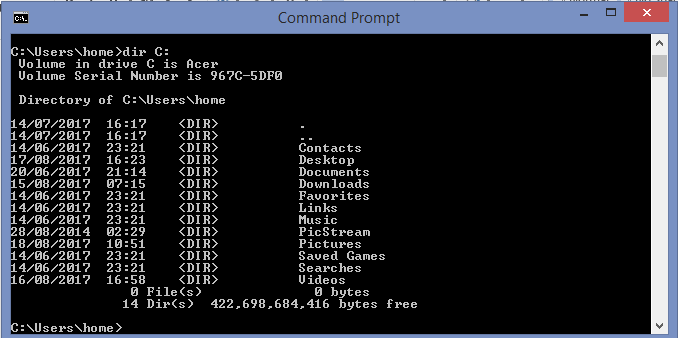 Command Prompt
C:\Users\home>dir C:
 Volume in drive C is Acer
 Volume Serial Number is 967C-5DF0
 Directory of C:\Users\home
14/07/2017  16:17    <DIR>          .
14/07/2017  16:17    <DIR>          ..
14/06/2017  23:21    <DIR>          Contacts
17/08/2017  16:23    <DIR>          Desktop
20/06/2017  21:14    <DIR>          Documents
15/08/2017  07:15    <DIR>          Downloads
14/06/2017  23:21    <DIR>          Favorites
14/06/2017  23:21    <DIR>          Links
14/06/2017  23:21    <DIR>          Music
28/08/2014  02:29    <DIR>          PicStream
18/08/2017  10:51    <DIR>          Pictures
14/06/2017  23:21    <DIR>          Saved Games
14/06/2017  23:21    <DIR>          Searches
16/08/2017  16:58    <DIR>          Videos
               0 File(s)              0 bytes
              14 Dir(s)  422,698,684,416 bytes free
C:\Users\home>